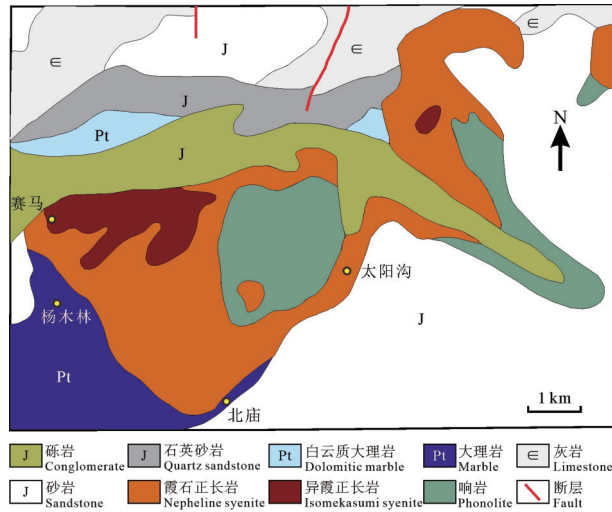 ∈
J
∈
∈
N
J
Pt
J
赛马
太阳沟
杨木林
J
Pt
北庙
1 km
J 砾岩 Conglomerate
J 石英砂岩 Quartz sandstone
Pt 白云质大理岩 Dolomitic marble
Pt 大理岩 Marble
∈ 灰岩 Limestone
J 砂岩 Sandstone
霞石正长岩 Nepheline syenite
异霞正长岩 Isomekasumi syenite
响岩 Phonolite
断层 Fault